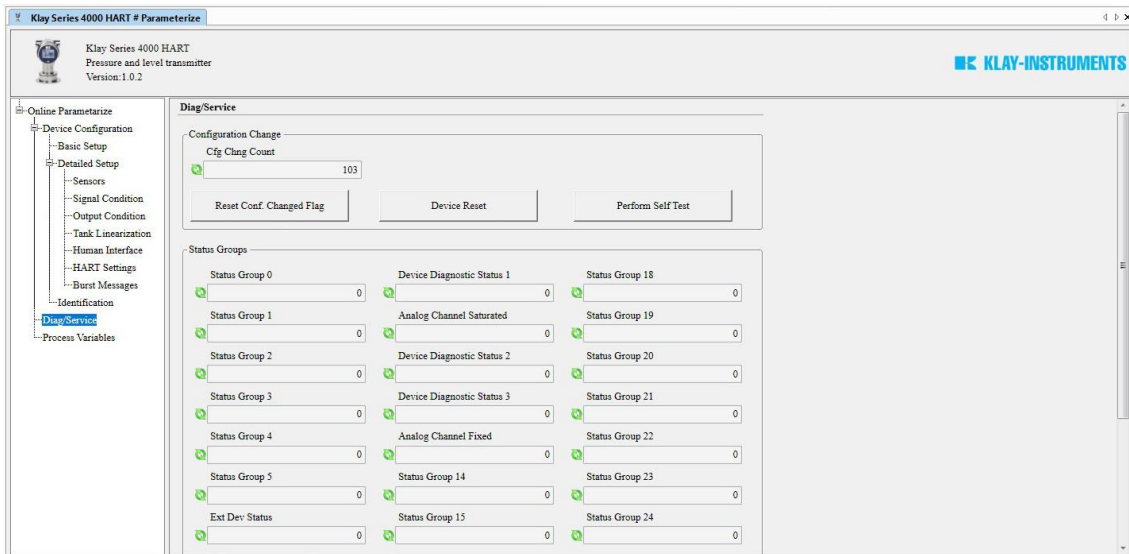 Klay Series 4000 HART # Parameterize
Klay Series 4000 HART
Pressure and level transmitter
Version:1.0.2
KLAY-INSTRUMENTS
Online Parametarize
Device Configuration
Basic Setup
Detailed Setup
Sensors
Signal Condition
Output Condition
Tank Linearization
Human Interface
HART Settings
Burst Messages
Identification
Diag/Service
Process Variables
Diag/Service
Configuration Change
Cfg Chng Count
103
Reset Conf. Changed Flag Device Reset Perform Self Test
Status Groups
Status Group 0 Device Diagnostic Status 1 Status Group 18
0 0 0
Status Group 1 Analog Channel Saturated Status Group 19
0 0 0
Status Group 2 Device Diagnostic Status 2 Status Group 20
0 0 0
Status Group 3 Device Diagnostic Status 3 Status Group 21
0 0 0
Status Group 4 Analog Channel Fixed Status Group 22
0 0 0
Status Group 5 Status Group 14 Status Group 23
0 0 0
Ext Dev Status Status Group 15 Status Group 24
0 0 0